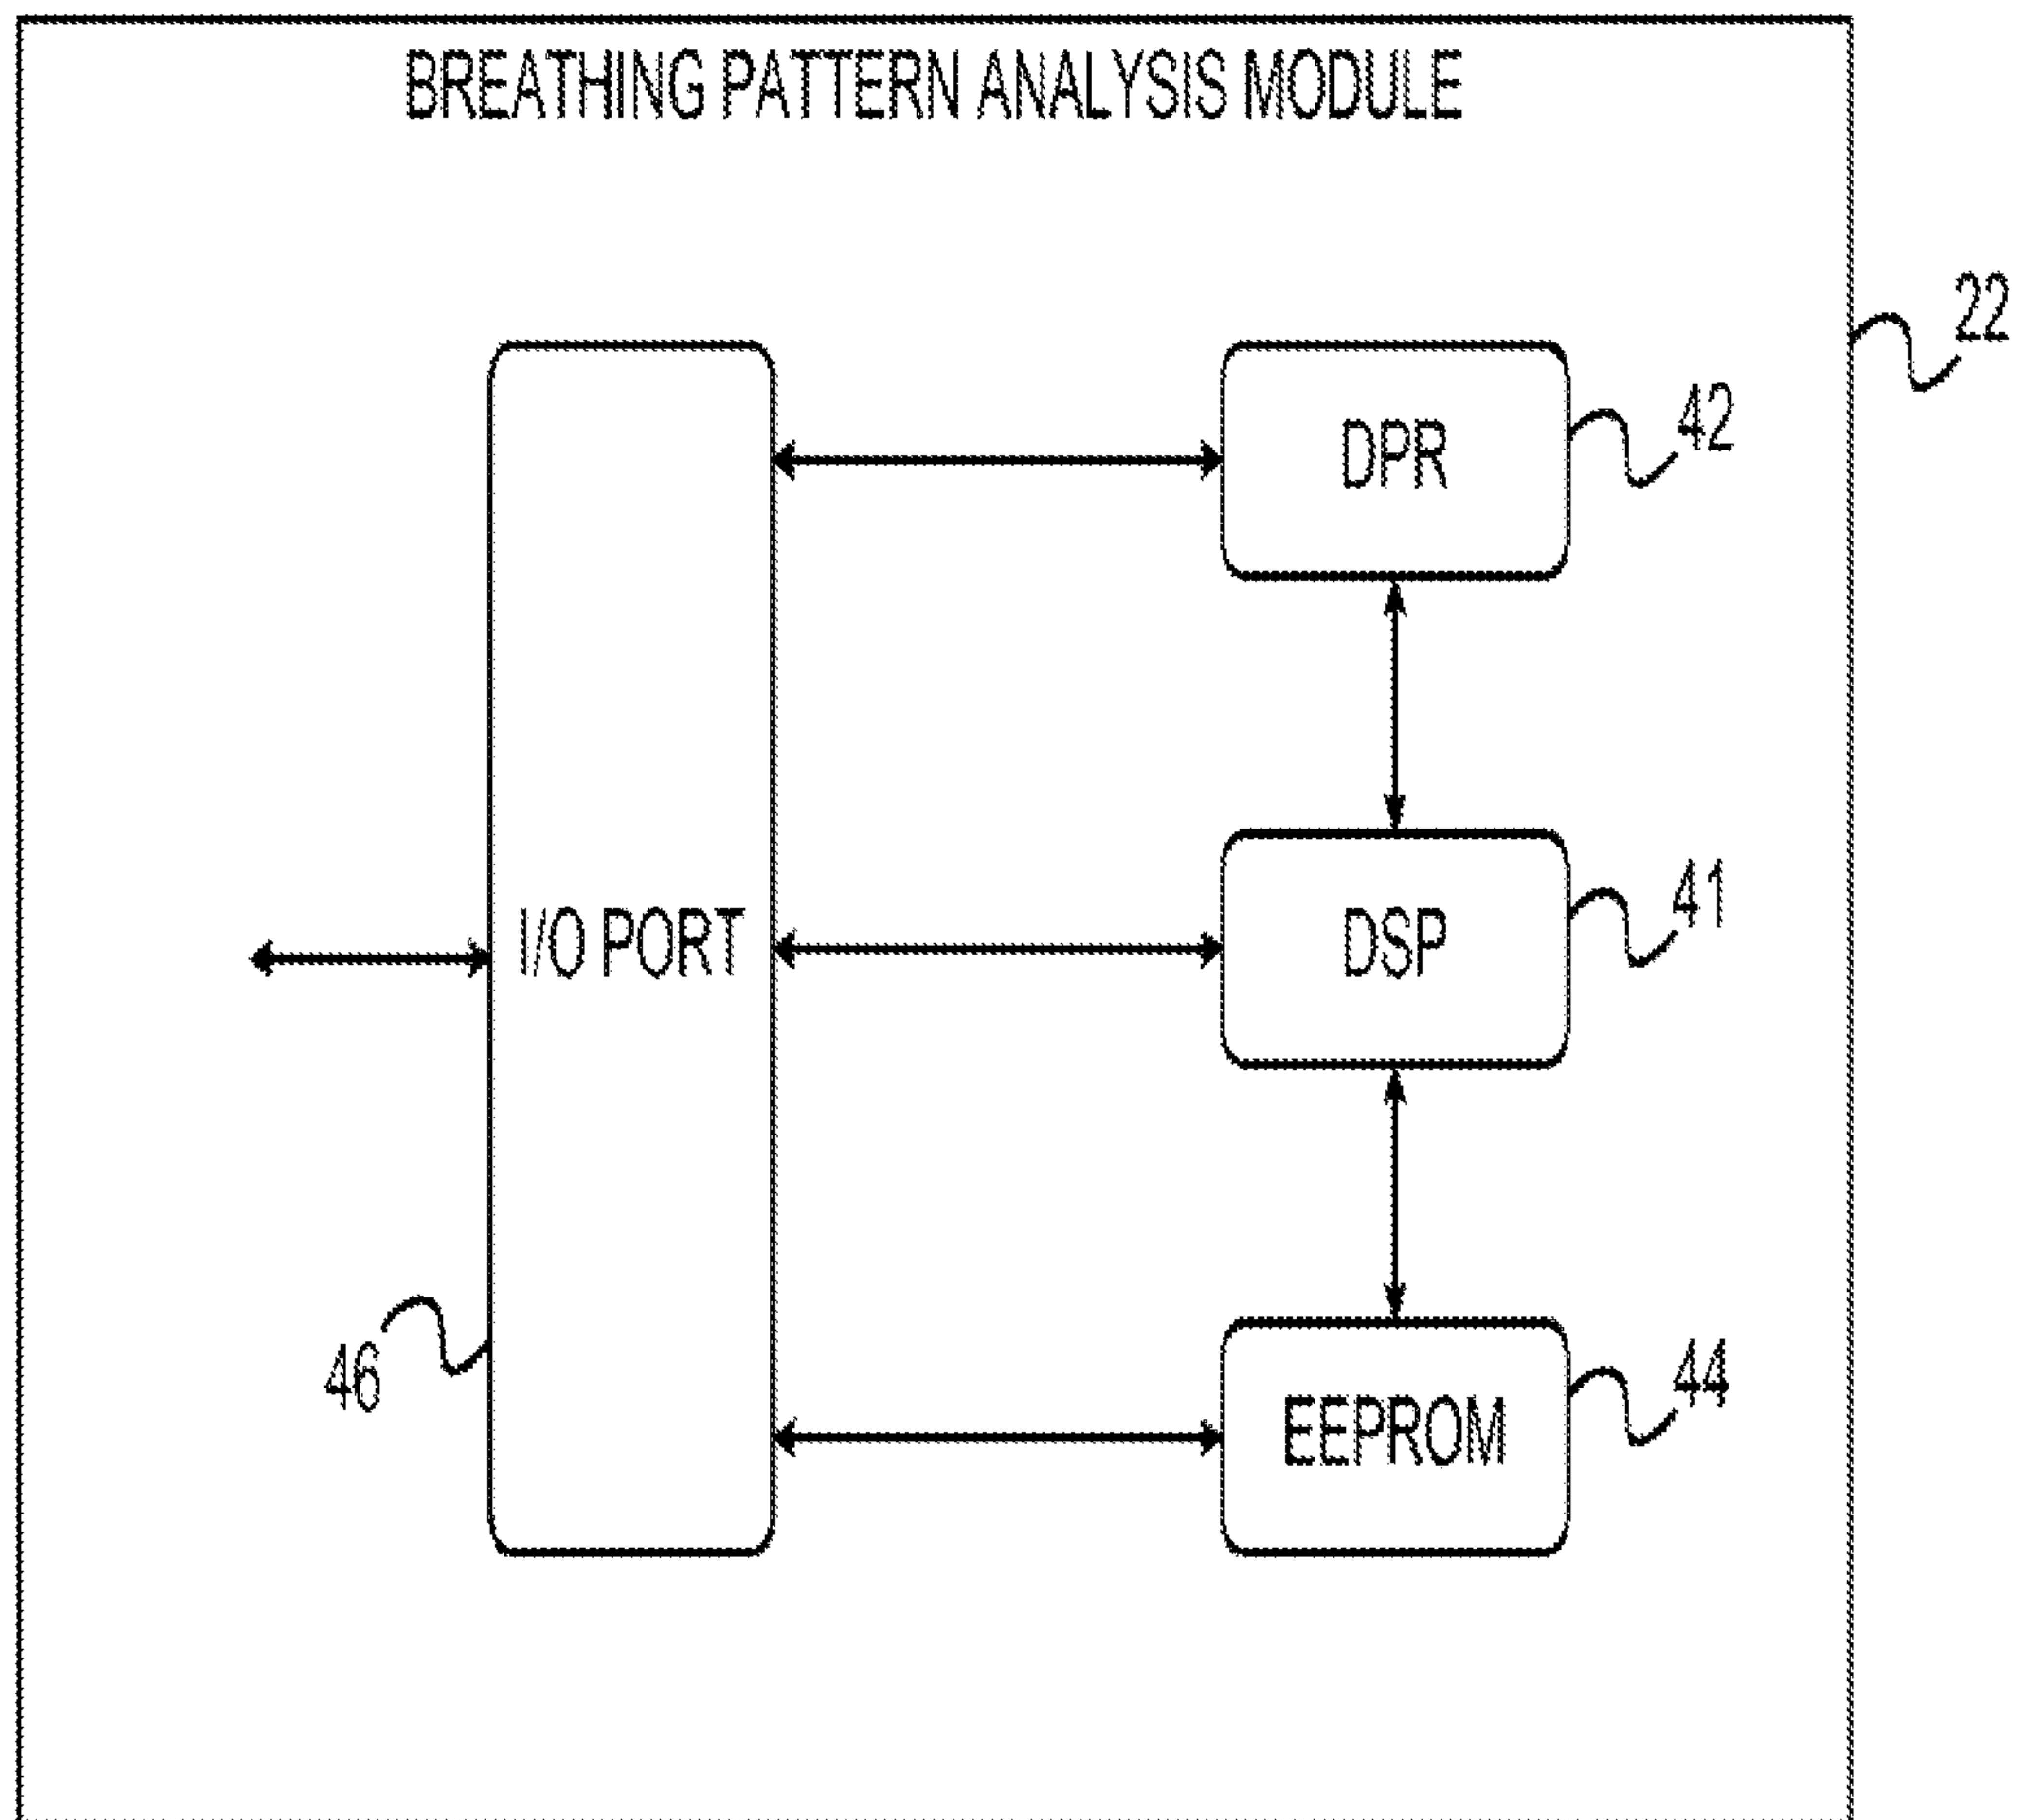 BREATHING PATTERN ANALYSIS MODULE
22
DPR
42
I/O PORT
DSP
41
46
EEPROM
44